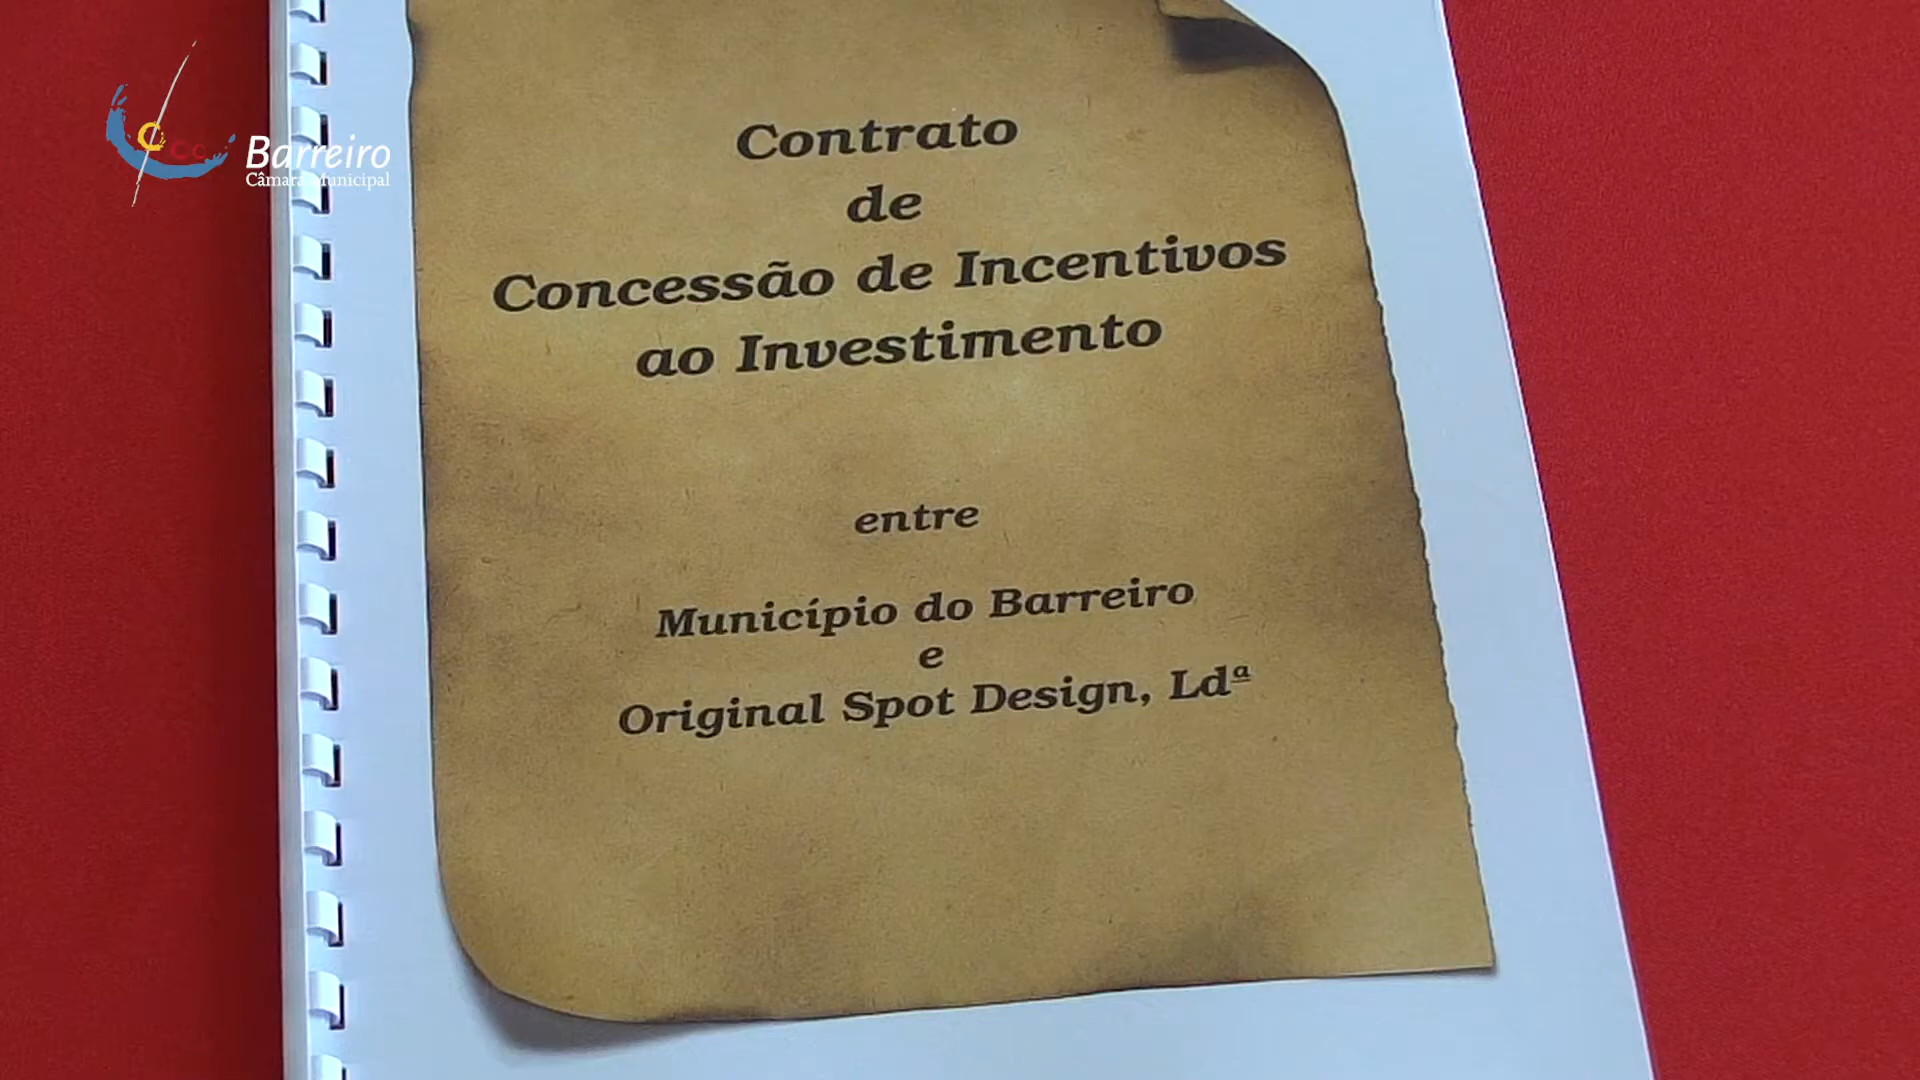 Barreiro
Câmara Municipal
Contrato
de
Concessão de Incentivos
ao Investimento
entre
Município do Barreiro
e
Original Spot Design, Ldª